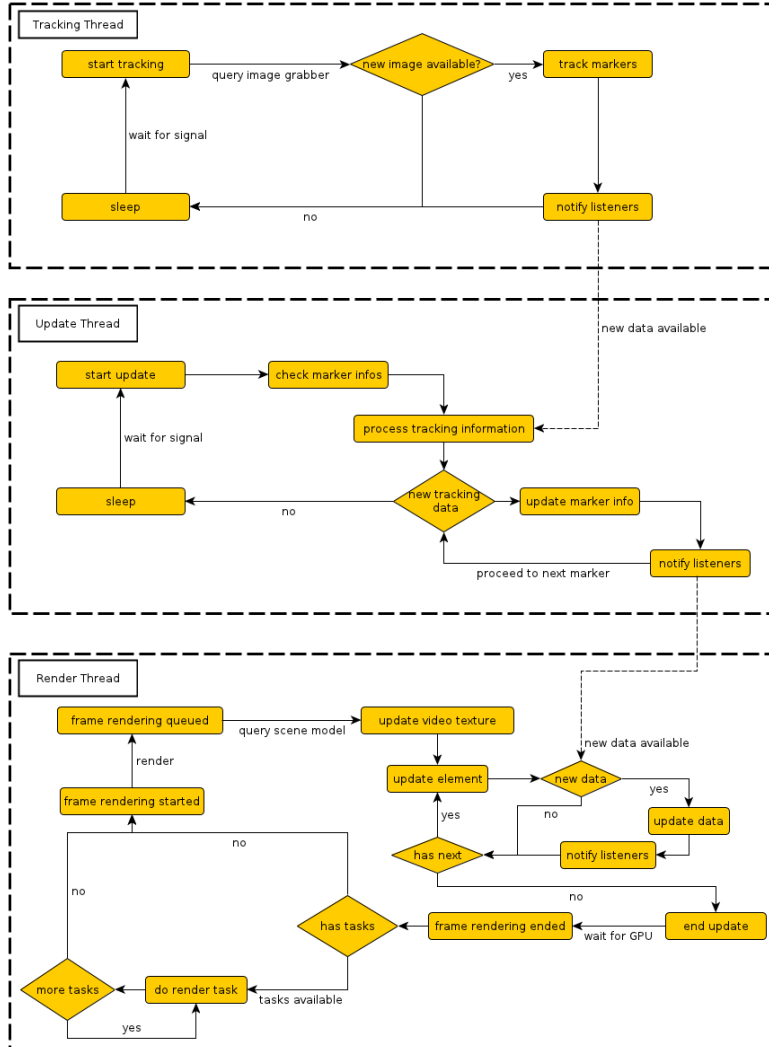 Tracking Thread
start tracking
query image grabber
new image available?
yes
track markers
wait for signal
sleep
no
notify listeners
new data available
Update Thread
start update
check marker infos
process tracking information
wait for signal
sleep
no
new tracking
data
update marker info
proceed to next marker
notify listeners
Render Thread
frame rendering queued
query scene model
update video texture
new data available
render
update element
new data
yes
frame rendering started
yes
no
update data
no
has next
notify listeners
no
no
has tasks
frame rendering ended
wait for GPU
end update
more tasks
do render task
tasks available
yes